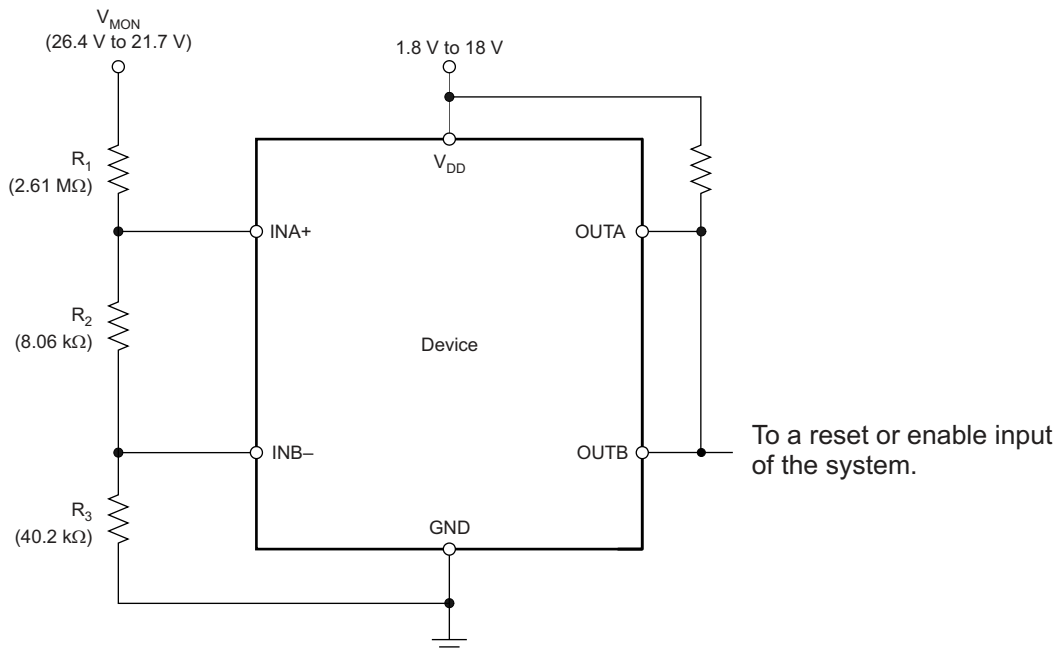 V_MON
(26.4 V to 21.7 V)
1.8 V to 18 V
V_DD
R_1
(2.61 MΩ)
INA+
OUTA
R_2
(8.06 kΩ)
Device
INB–
OUTB
To a reset or enable input
of the system.
R_3
(40.2 kΩ)
GND